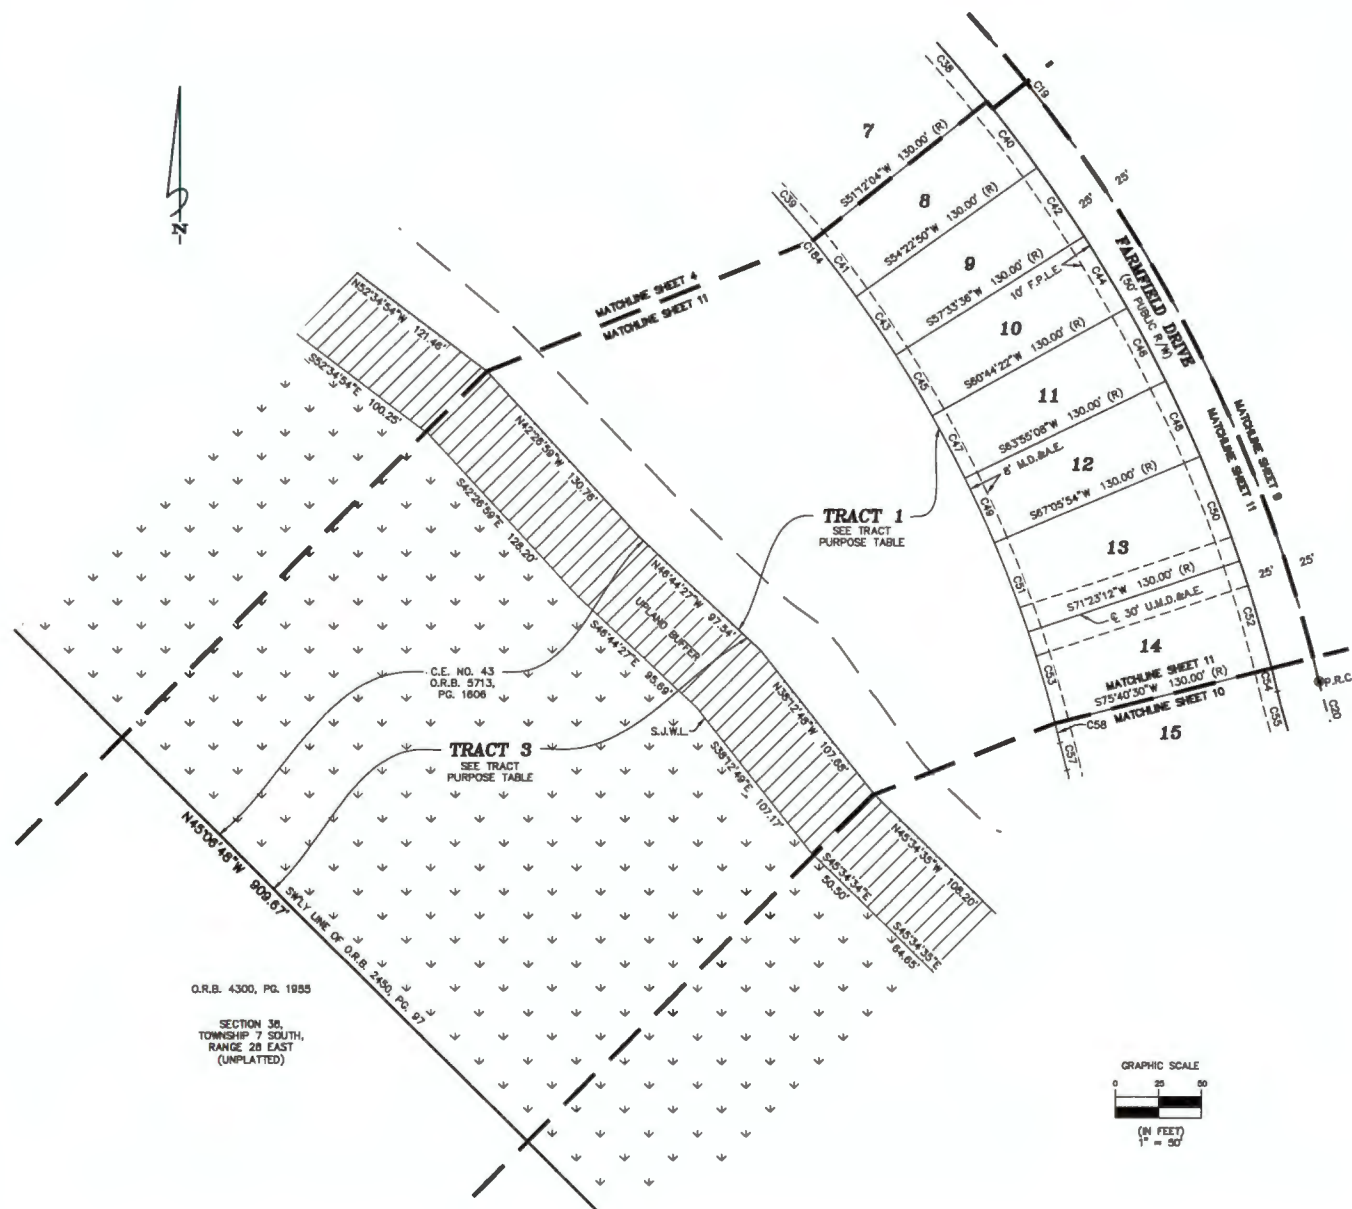 N
C38
C19
7
S51°12'04"W 130.00' (R)
C40
25'
25'
C39
C184
8
C41
S54°22'50"W 130.00' (R)
C42
FARMFIELD DRIVE
(50' PUBLIC R/W)
9
C43
S57°33'36"W 130.00' (R)
10' F.P.L.E.
C44
MATCHLINE SHEET 4
MATCHLINE SHEET 11
N52°34'54"W 121.46'
S52°34'54"E 100.25'
10
C45
S60°44'22"W 130.00' (R)
C46
11
C47
S63°55'08"W 130.00' (R)
8' M.D.&A.E.
C48
MATCHLINE SHEET 9
MATCHLINE SHEET 11
N42°26'59"W 130.76'
S42°26'59"E 128.20'
12
C49
S67°05'54"W 130.00' (R)
C50
TRACT 1
SEE TRACT
PURPOSE TABLE
13
C51
S71°23'12"W 130.00' (R)
℄ 30' U.M.D.&A.E.
25'
25'
C52
N46°44'27"W 97.54'
UPLAND BUFFER
S46°44'27"E 95.69'
14
C53
MATCHLINE SHEET 11
S75°40'30"W 130.00' (R)
MATCHLINE SHEET 10
C54
P.R.C.
C20
C55
C58
C57
15
C.E. NO. 43
O.R.B. 5713,
PG. 1606
S.J.W.L.
TRACT 3
SEE TRACT
PURPOSE TABLE
N38°12'48"W 107.65'
S38°12'49"E 107.17'
N45°34'35"W 106.20'
S45°34'34"E
50.50'
S45°34'35"E
64.65'
N45°06'48"W 909.67'
SW'LY LINE OF O.R.B. 2450, PG. 97
O.R.B. 4300, PG. 1955
SECTION 38,
TOWNSHIP 7 SOUTH,
RANGE 28 EAST
(UNPLATTED)
GRAPHIC SCALE
0 25 50
(IN FEET)
1" = 50'